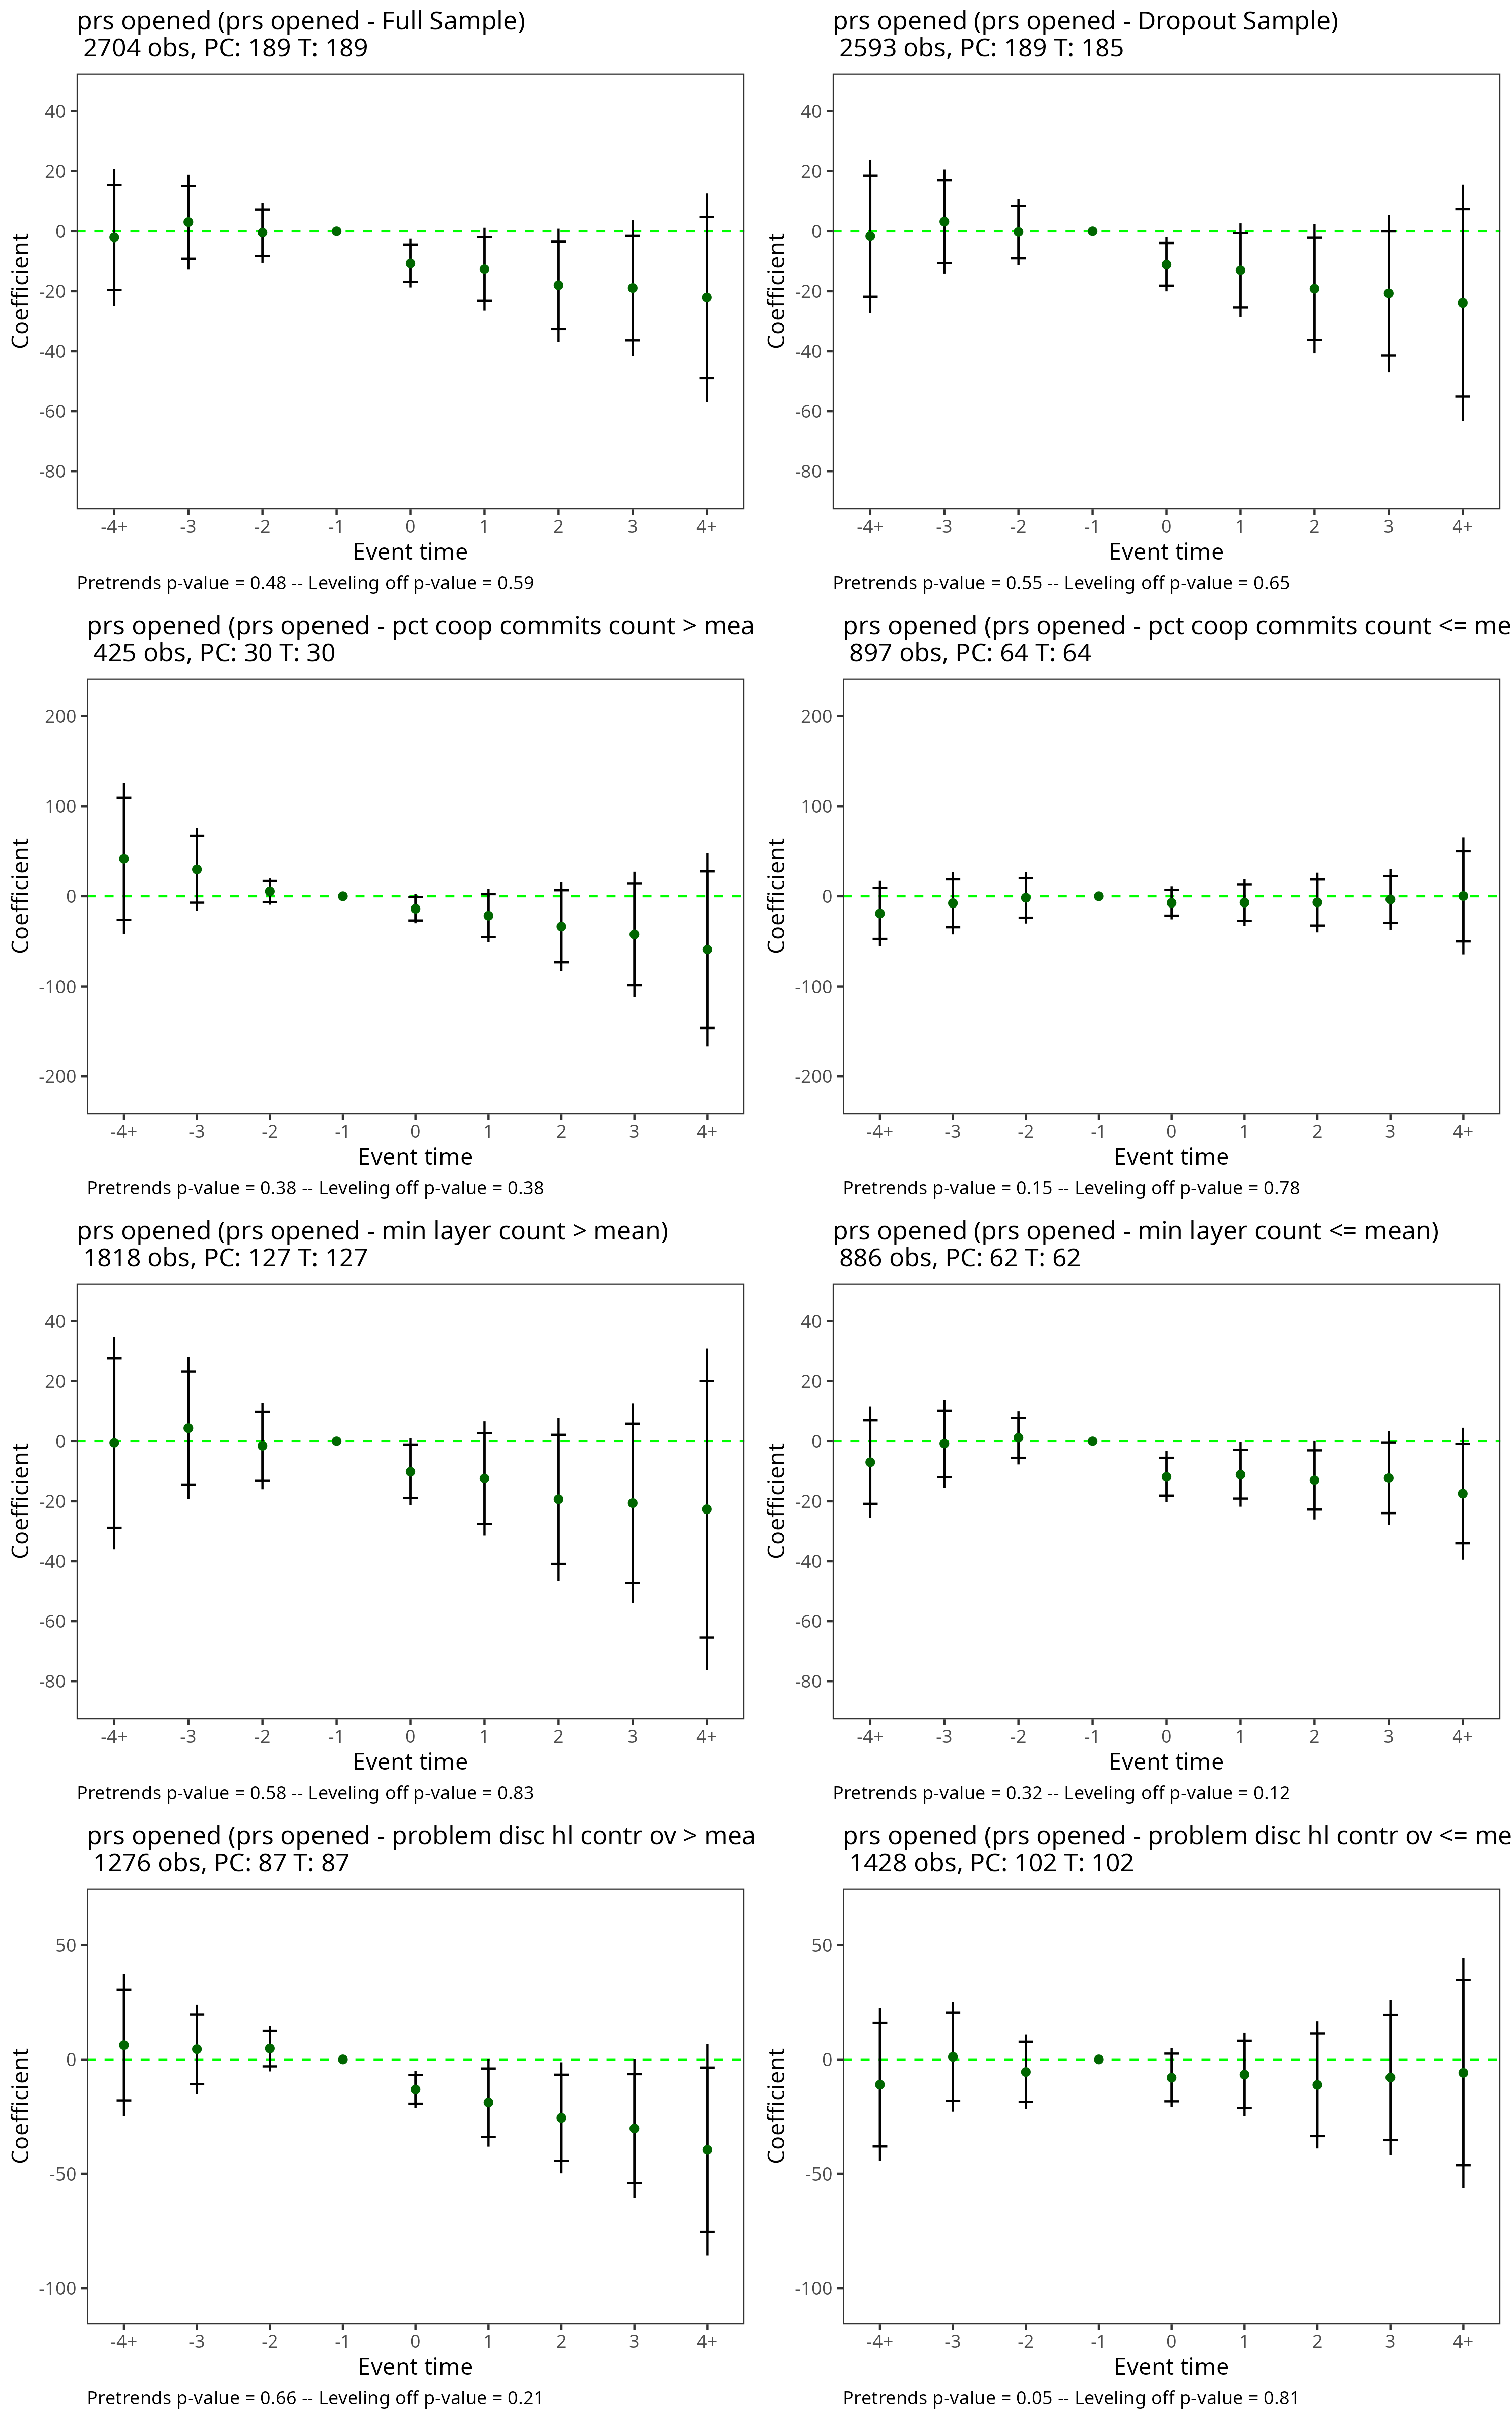 prs opened (prs opened - Full Sample)
2704 obs, PC: 189 T: 189
40
20
0
-20
-40
-60
-80
Coefficient
-4+ -3 -2 -1 0 1 2 3 4+
Event time
Pretrends p-value = 0.48 -- Leveling off p-value = 0.59
prs opened (prs opened - Dropout Sample)
2593 obs, PC: 189 T: 185
40
20
0
-20
-40
-60
-80
Coefficient
-4+ -3 -2 -1 0 1 2 3 4+
Event time
Pretrends p-value = 0.55 -- Leveling off p-value = 0.65
prs opened (prs opened - pct coop commits count > mea
425 obs, PC: 30 T: 30
200
100
0
-100
-200
Coefficient
-4+ -3 -2 -1 0 1 2 3 4+
Event time
Pretrends p-value = 0.38 -- Leveling off p-value = 0.38
prs opened (prs opened - pct coop commits count <= me
897 obs, PC: 64 T: 64
200
100
0
-100
-200
Coefficient
-4+ -3 -2 -1 0 1 2 3 4+
Event time
Pretrends p-value = 0.15 -- Leveling off p-value = 0.78
prs opened (prs opened - min layer count > mean)
1818 obs, PC: 127 T: 127
40
20
0
-20
-40
-60
-80
Coefficient
-4+ -3 -2 -1 0 1 2 3 4+
Event time
Pretrends p-value = 0.58 -- Leveling off p-value = 0.83
prs opened (prs opened - min layer count <= mean)
886 obs, PC: 62 T: 62
40
20
0
-20
-40
-60
-80
Coefficient
-4+ -3 -2 -1 0 1 2 3 4+
Event time
Pretrends p-value = 0.32 -- Leveling off p-value = 0.12
prs opened (prs opened - problem disc hl contr ov > mea
1276 obs, PC: 87 T: 87
50
0
-50
-100
Coefficient
-4+ -3 -2 -1 0 1 2 3 4+
Event time
Pretrends p-value = 0.66 -- Leveling off p-value = 0.21
prs opened (prs opened - problem disc hl contr ov <= me
1428 obs, PC: 102 T: 102
50
0
-50
-100
Coefficient
-4+ -3 -2 -1 0 1 2 3 4+
Event time
Pretrends p-value = 0.05 -- Leveling off p-value = 0.81